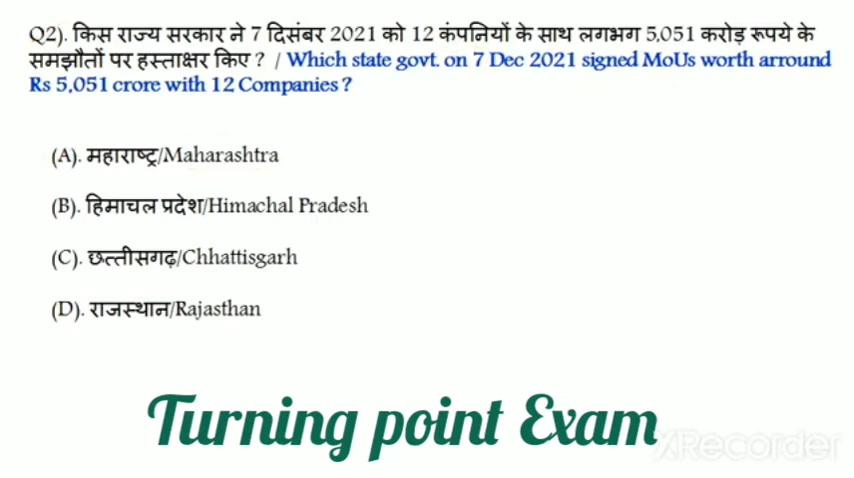 Q2). किस राज्य सरकार ने 7 दिसंबर 2021 को 12 कंपनियों के साथ लगभग 5,051 करोड़ रूपये के
समझौतों पर हस्ताक्षर किए ? / Which state govt. on 7 Dec 2021 signed MoUs worth arround
Rs 5,051 crore with 12 Companies ?
(A). महाराष्ट्र/Maharashtra
(B). हिमाचल प्रदेश/Himachal Pradesh
(C). छत्तीसगढ़/Chhattisgarh
(D). राजस्थान/Rajasthan
Turning point Exam
XRecorder